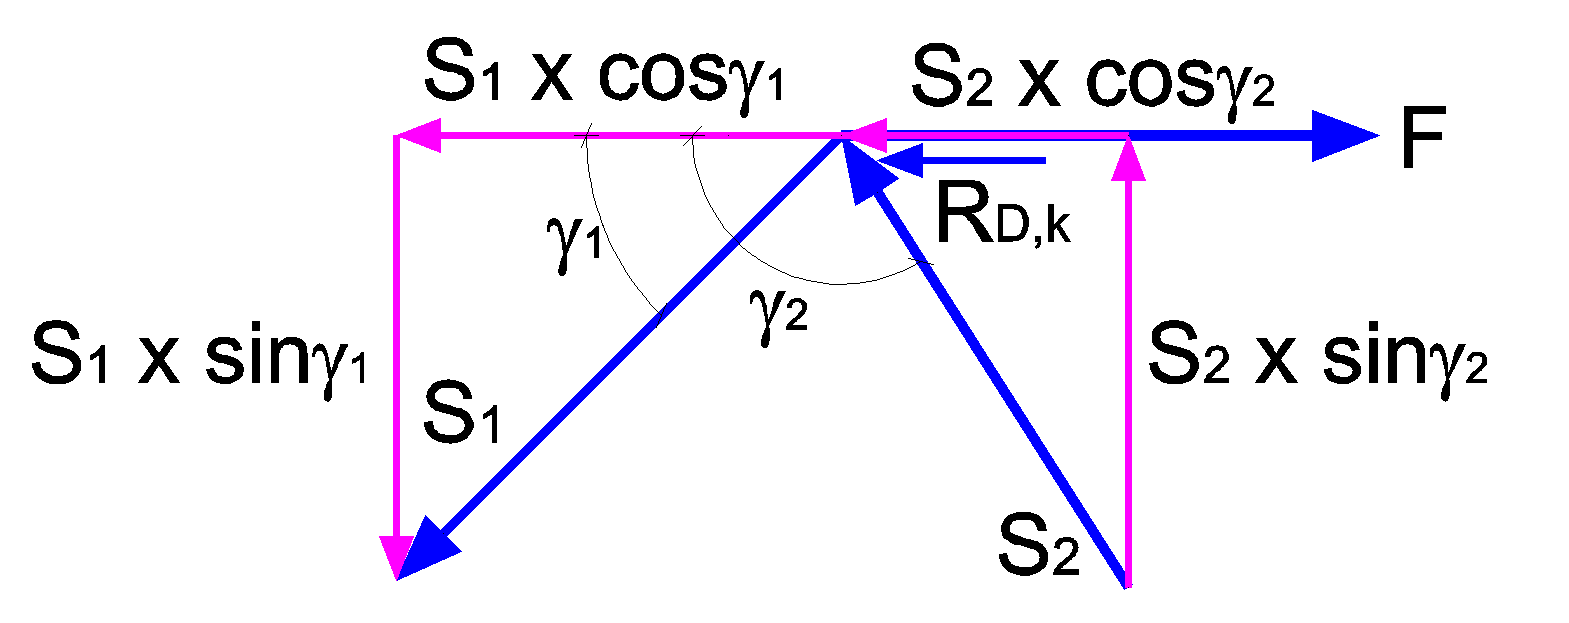 S1 x cosγ1
S2 x cosγ2
F
RD,k
γ1
γ2
S1 x sinγ1
S1
S2 x sinγ2
S2